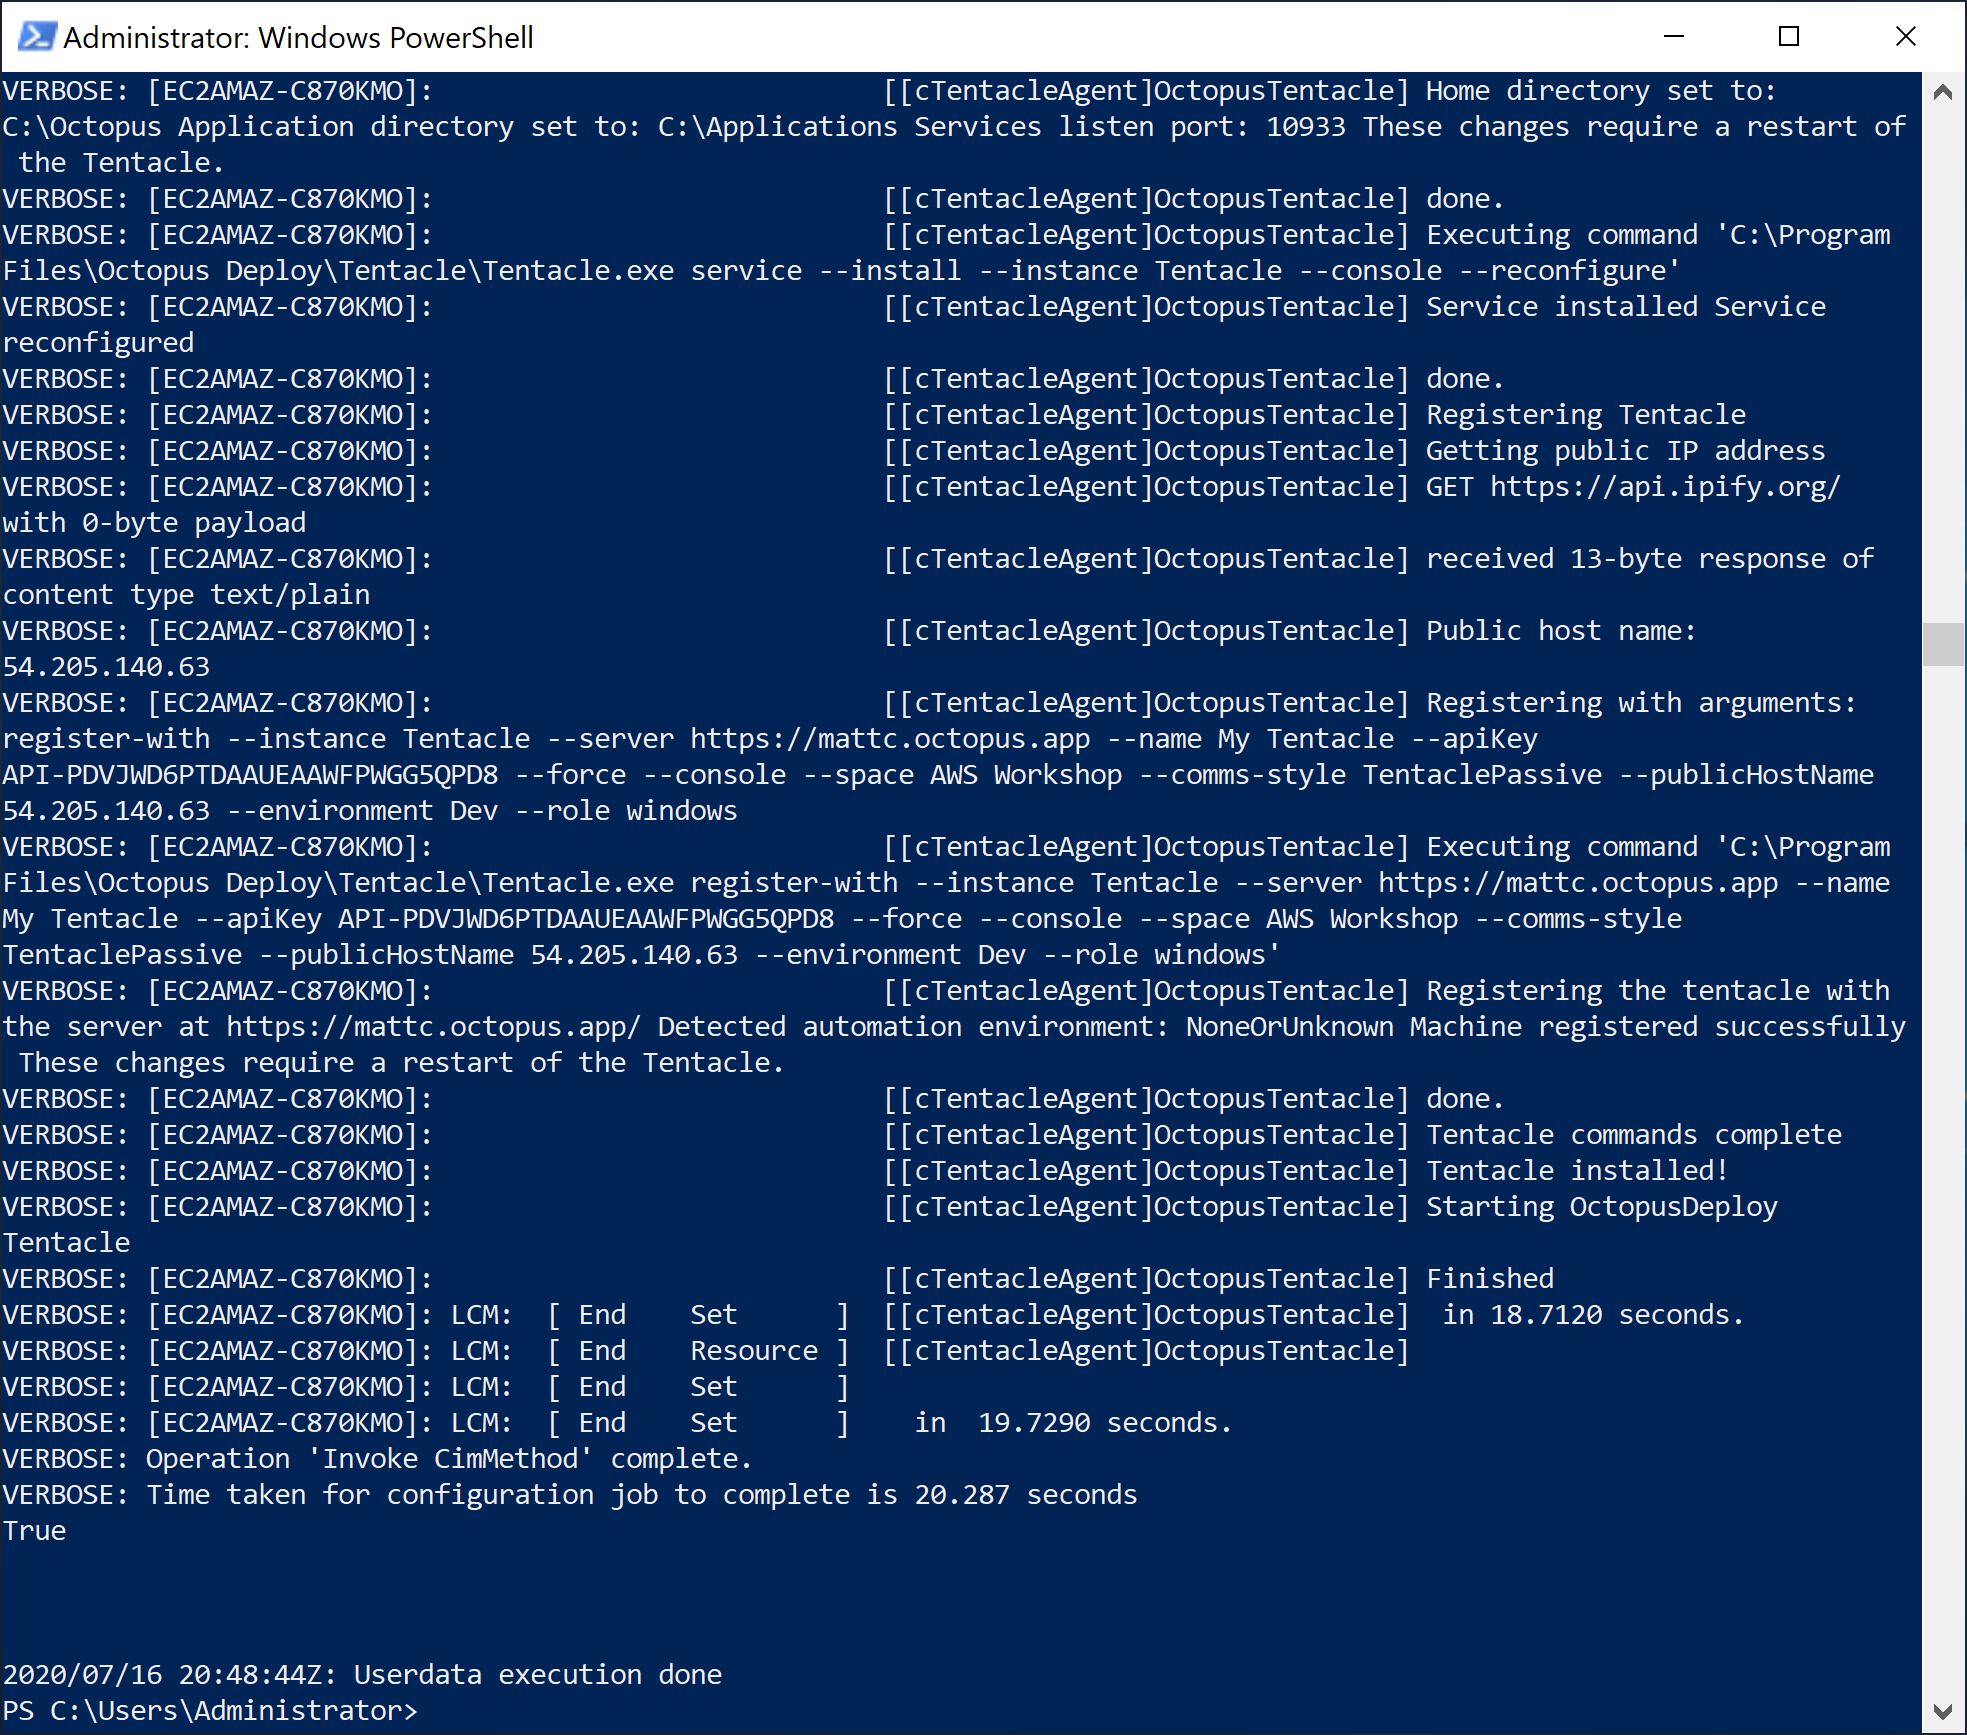 Administrator: Windows PowerShell
VERBOSE: [EC2AMAZ-C870KMO]:                            [[cTentacleAgent]OctopusTentacle] Home directory set to:
C:\Octopus Application directory set to: C:\Applications Services listen port: 10933 These changes require a restart of
 the Tentacle.
VERBOSE: [EC2AMAZ-C870KMO]:                            [[cTentacleAgent]OctopusTentacle] done.
VERBOSE: [EC2AMAZ-C870KMO]:                            [[cTentacleAgent]OctopusTentacle] Executing command 'C:\Program
Files\Octopus Deploy\Tentacle\Tentacle.exe service --install --instance Tentacle --console --reconfigure'
VERBOSE: [EC2AMAZ-C870KMO]:                            [[cTentacleAgent]OctopusTentacle] Service installed Service
reconfigured
VERBOSE: [EC2AMAZ-C870KMO]:                            [[cTentacleAgent]OctopusTentacle] done.
VERBOSE: [EC2AMAZ-C870KMO]:                            [[cTentacleAgent]OctopusTentacle] Registering Tentacle
VERBOSE: [EC2AMAZ-C870KMO]:                            [[cTentacleAgent]OctopusTentacle] Getting public IP address
VERBOSE: [EC2AMAZ-C870KMO]:                            [[cTentacleAgent]OctopusTentacle] GET https://api.ipify.org/
with 0-byte payload
VERBOSE: [EC2AMAZ-C870KMO]:                            [[cTentacleAgent]OctopusTentacle] received 13-byte response of
content type text/plain
VERBOSE: [EC2AMAZ-C870KMO]:                            [[cTentacleAgent]OctopusTentacle] Public host name:
54.205.140.63
VERBOSE: [EC2AMAZ-C870KMO]:                            [[cTentacleAgent]OctopusTentacle] Registering with arguments:
register-with --instance Tentacle --server https://mattc.octopus.app --name My Tentacle --apiKey
API-PDVJWD6PTDAAUEAAWFPWGG5QPD8 --force --console --space AWS Workshop --comms-style TentaclePassive --publicHostName
54.205.140.63 --environment Dev --role windows
VERBOSE: [EC2AMAZ-C870KMO]:                            [[cTentacleAgent]OctopusTentacle] Executing command 'C:\Program
Files\Octopus Deploy\Tentacle\Tentacle.exe register-with --instance Tentacle --server https://mattc.octopus.app --name
My Tentacle --apiKey API-PDVJWD6PTDAAUEAAWFPWGG5QPD8 --force --console --space AWS Workshop --comms-style
TentaclePassive --publicHostName 54.205.140.63 --environment Dev --role windows'
VERBOSE: [EC2AMAZ-C870KMO]:                            [[cTentacleAgent]OctopusTentacle] Registering the tentacle with
the server at https://mattc.octopus.app/ Detected automation environment: NoneOrUnknown Machine registered successfully
 These changes require a restart of the Tentacle.
VERBOSE: [EC2AMAZ-C870KMO]:                            [[cTentacleAgent]OctopusTentacle] done.
VERBOSE: [EC2AMAZ-C870KMO]:                            [[cTentacleAgent]OctopusTentacle] Tentacle commands complete
VERBOSE: [EC2AMAZ-C870KMO]:                            [[cTentacleAgent]OctopusTentacle] Tentacle installed!
VERBOSE: [EC2AMAZ-C870KMO]:                            [[cTentacleAgent]OctopusTentacle] Starting OctopusDeploy
Tentacle
VERBOSE: [EC2AMAZ-C870KMO]:                            [[cTentacleAgent]OctopusTentacle] Finished
VERBOSE: [EC2AMAZ-C870KMO]: LCM:  [ End    Set      ]  [[cTentacleAgent]OctopusTentacle]  in 18.7120 seconds.
VERBOSE: [EC2AMAZ-C870KMO]: LCM:  [ End    Resource ]  [[cTentacleAgent]OctopusTentacle]
VERBOSE: [EC2AMAZ-C870KMO]: LCM:  [ End    Set      ]
VERBOSE: [EC2AMAZ-C870KMO]: LCM:  [ End    Set      ]    in  19.7290 seconds.
VERBOSE: Operation 'Invoke CimMethod' complete.
VERBOSE: Time taken for configuration job to complete is 20.287 seconds
True
2020/07/16 20:48:44Z: Userdata execution done
PS C:\Users\Administrator>